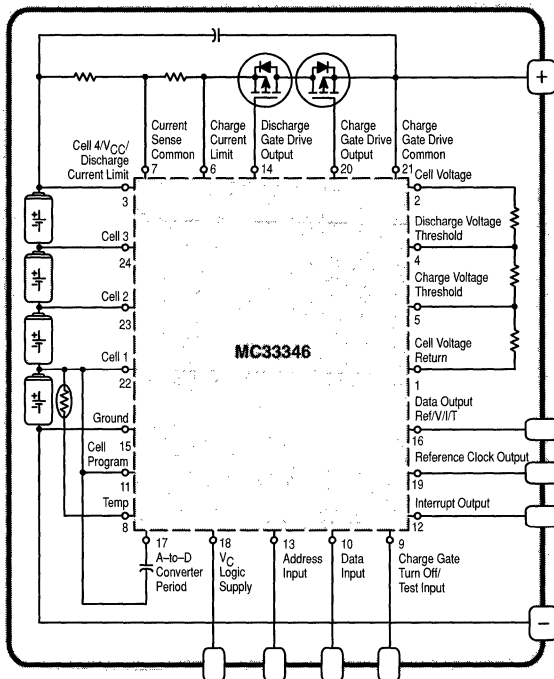 +
Current
Sense
Common
7
Charge
Current
Limit
6
Discharge
Gate Drive
Output
14
Charge
Gate Drive
Output
20
Charge
Gate Drive
Common
21
Cell 4/VCC/
Discharge
Current Limit
3
Cell 3
24
Cell 2
23
Cell 1
22
Ground
15
Cell
Program
11
Temp
8
MC33346
Cell Voltage
2
Discharge Voltage
Threshold
4
Charge Voltage
Threshold
5
Cell Voltage
Return
1
Data Output
Ref/V/I/T
16
Reference Clock Output
19
Interrupt Output
12
17
A–to–D
Converter
Period
18
VC
Logic
Supply
13
Address
Input
10
Data
Input
9
Charge Gate
Turn Off/
Test Input
−